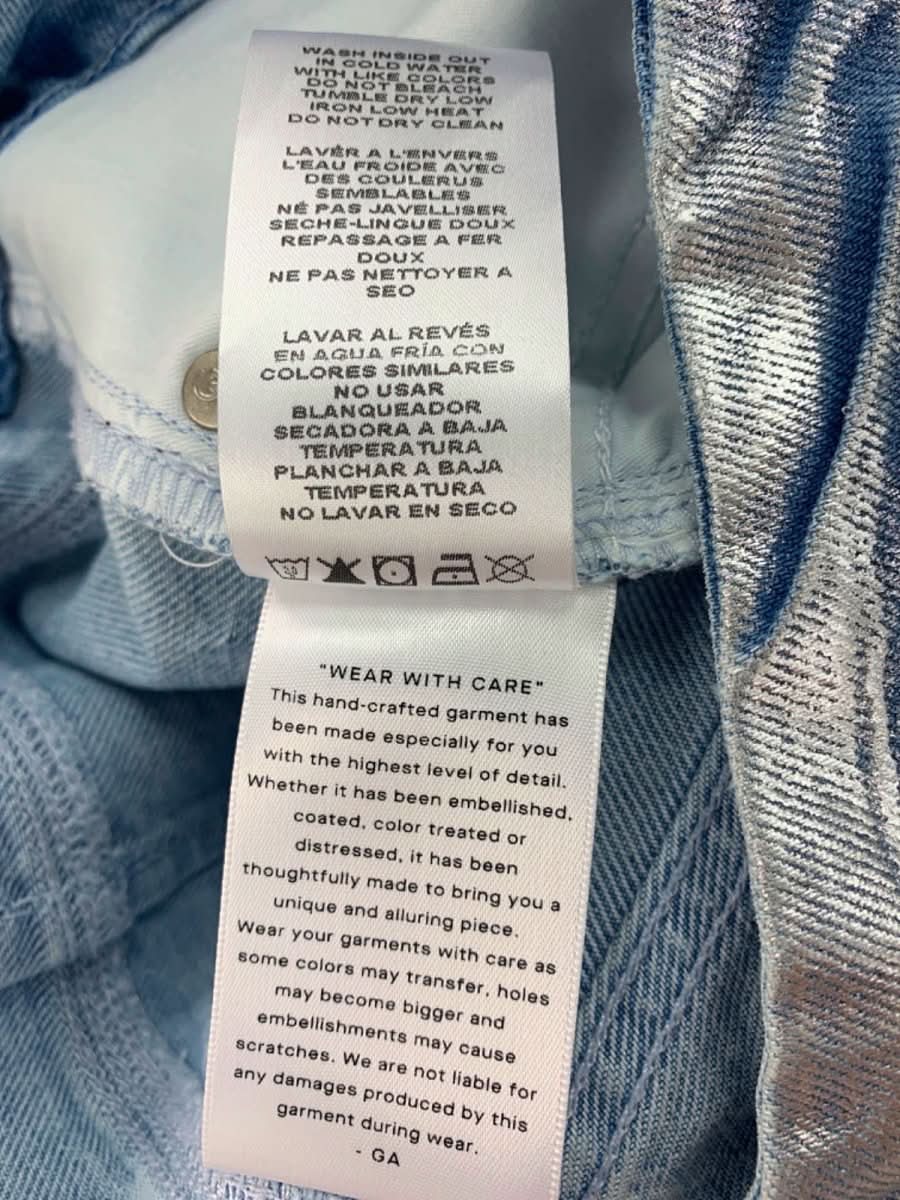 WASH INSIDE OUT
IN COLD WATER
WITH LIKE COLORS
DO NOT BLEACH
TUMBLE DRY LOW
IRON LOW HEAT
DO NOT DRY CLEAN
LAVÉR A L'ENVERS
L'EAU FROIDE AVEC
DES COULERUS
SEMBLABLES
NÉ PAS JAVELLISER
SECHE-LINGUE DOUX
REPASSAGE A FER
DOUX
NE PAS NETTOYER A
SEO
LAVAR AL REVÉS
EN AGUA FRÍA CON
COLORES SIMILARES
NO USAR
BLANQUEADOR
SECADORA A BAJA
TEMPERATURA
PLANCHAR A BAJA
TEMPERATURA
NO LAVAR EN SECO
30
"WEAR WITH CARE"
This hand-crafted garment has
been made especially for you
with the highest level of detail.
Whether it has been embellished,
coated, color treated or
distressed, it has been
thoughtfully made to bring you a
unique and alluring piece.
Wear your garments with care as
some colors may transfer, holes
may become bigger and
embellishments may cause
scratches. We are not liable for
any damages produced by this
garment during wear.
- GA